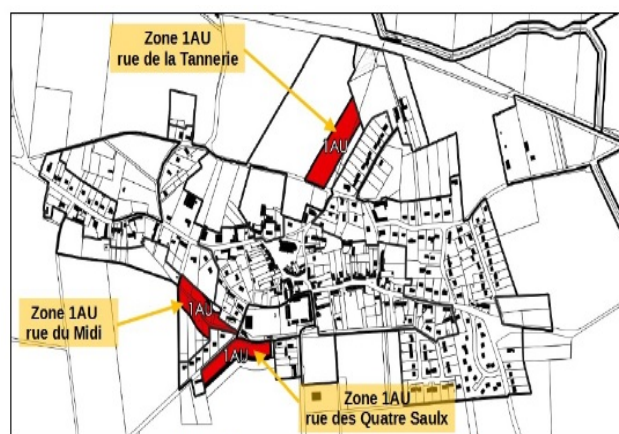 Zone 1AU
rue de la Tannerie
1AU
Zone 1AU
rue du Midi
1AU
1AU
Zone 1AU
rue des Quatre Saulx